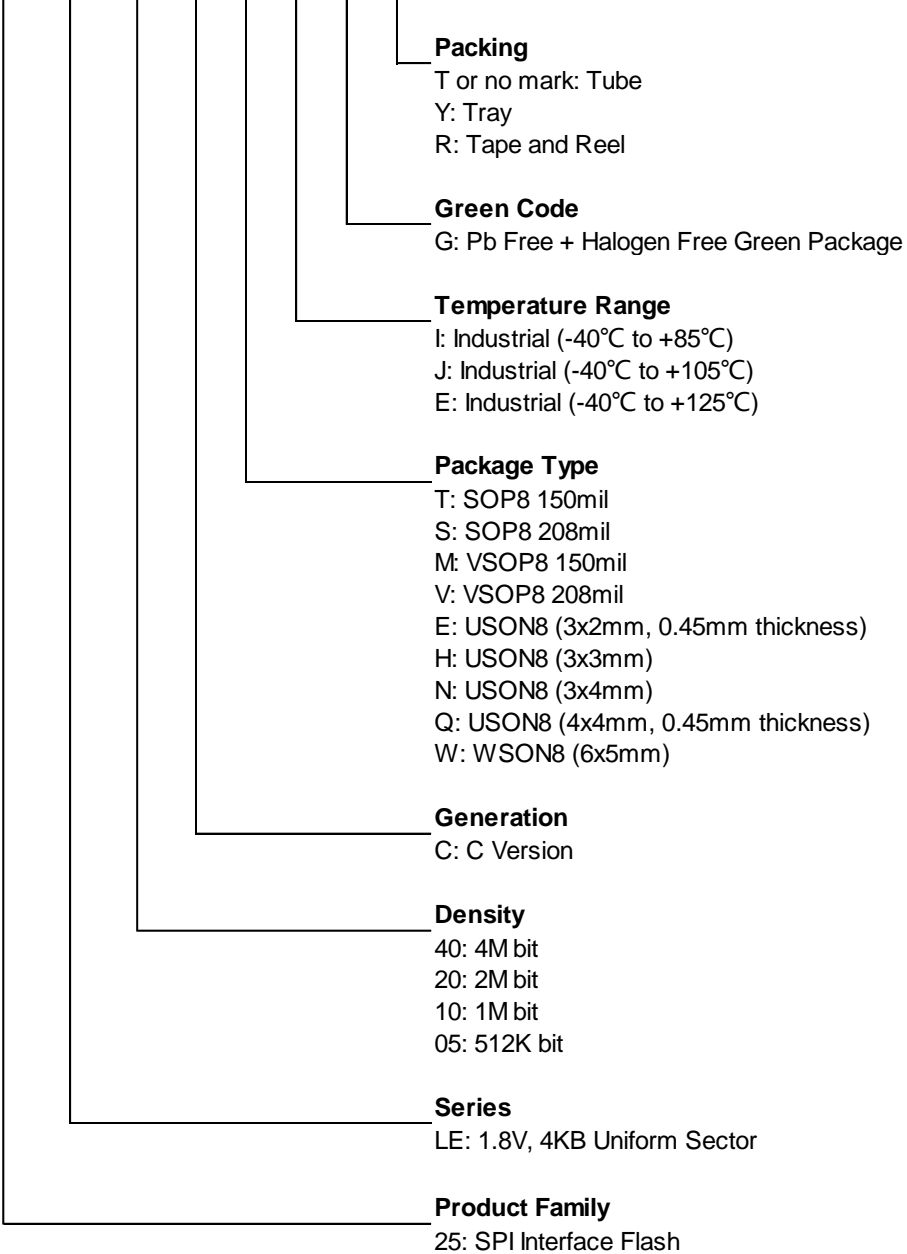 Packing
T or no mark: Tube
Y: Tray
R: Tape and Reel
Green Code
G: Pb Free + Halogen Free Green Package
Temperature Range
I: Industrial (-40℃ to +85℃)
J: Industrial (-40℃ to +105℃)
E: Industrial (-40℃ to +125℃)
Package Type
T: SOP8 150mil
S: SOP8 208mil
M: VSOP8 150mil
V: VSOP8 208mil
E: USON8 (3x2mm, 0.45mm thickness)
H: USON8 (3x3mm)
N: USON8 (3x4mm)
Q: USON8 (4x4mm, 0.45mm thickness)
W: WSON8 (6x5mm)
Generation
C: C Version
Density
40: 4M bit
20: 2M bit
10: 1M bit
05: 512K bit
Series
LE: 1.8V, 4KB Uniform Sector
Product Family
25: SPI Interface Flash